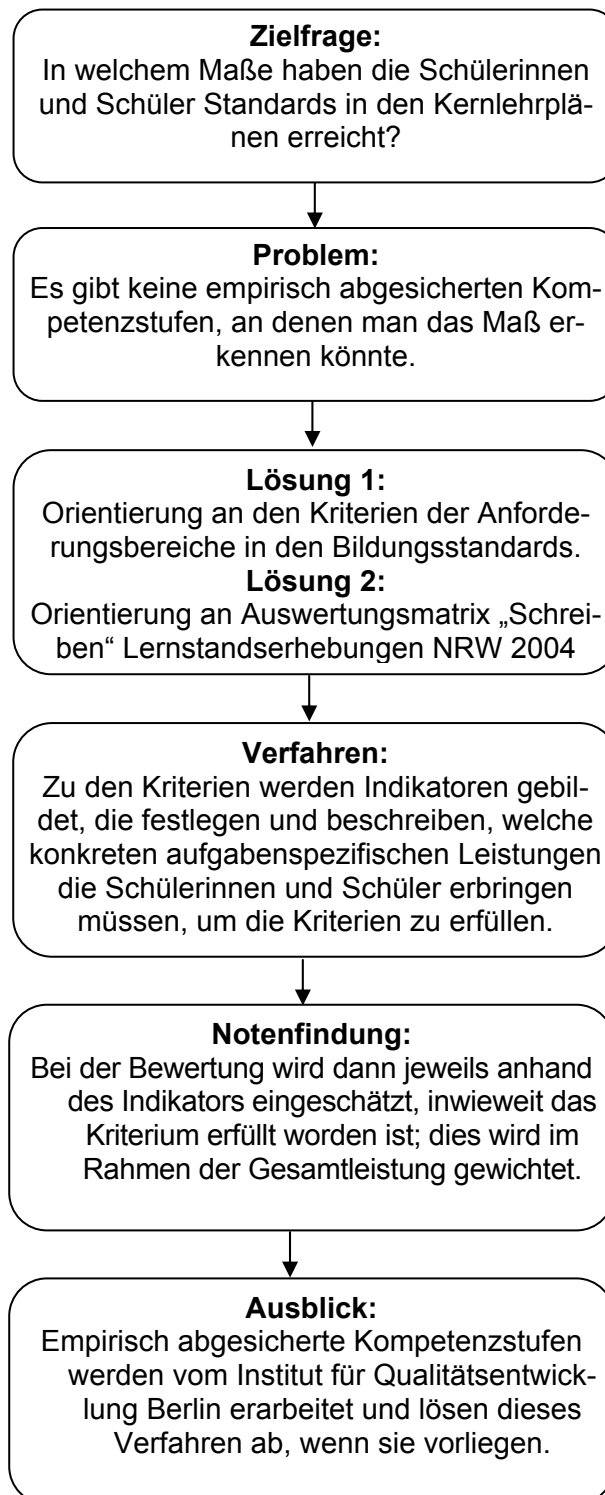 Zielfrage:
In welchem Maße haben die Schülerinnen
und Schüler Standards in den Kernlehrplä-
nen erreicht?
Problem:
Es gibt keine empirisch abgesicherten Kom-
petenzstufen, an denen man das Maß er-
kennen könnte.
Lösung 1:
Orientierung an den Kriterien der Anforde-
rungsbereiche in den Bildungsstandards.
Lösung 2:
Orientierung an Auswertungsmatrix „Schrei-
ben“ Lernstandserhebungen NRW 2004
Verfahren:
Zu den Kriterien werden Indikatoren gebil-
det, die festlegen und beschreiben, welche
konkreten aufgabenspezifischen Leistungen
die Schülerinnen und Schüler erbringen
müssen, um die Kriterien zu erfüllen.
Notenfindung:
Bei der Bewertung wird dann jeweils anhand
des Indikators eingeschätzt, inwieweit das
Kriterium erfüllt worden ist; dies wird im
Rahmen der Gesamtleistung gewichtet.
Ausblick:
Empirisch abgesicherte Kompetenzstufen
werden vom Institut für Qualitätsentwick-
lung Berlin erarbeitet und lösen dieses
Verfahren ab, wenn sie vorliegen.